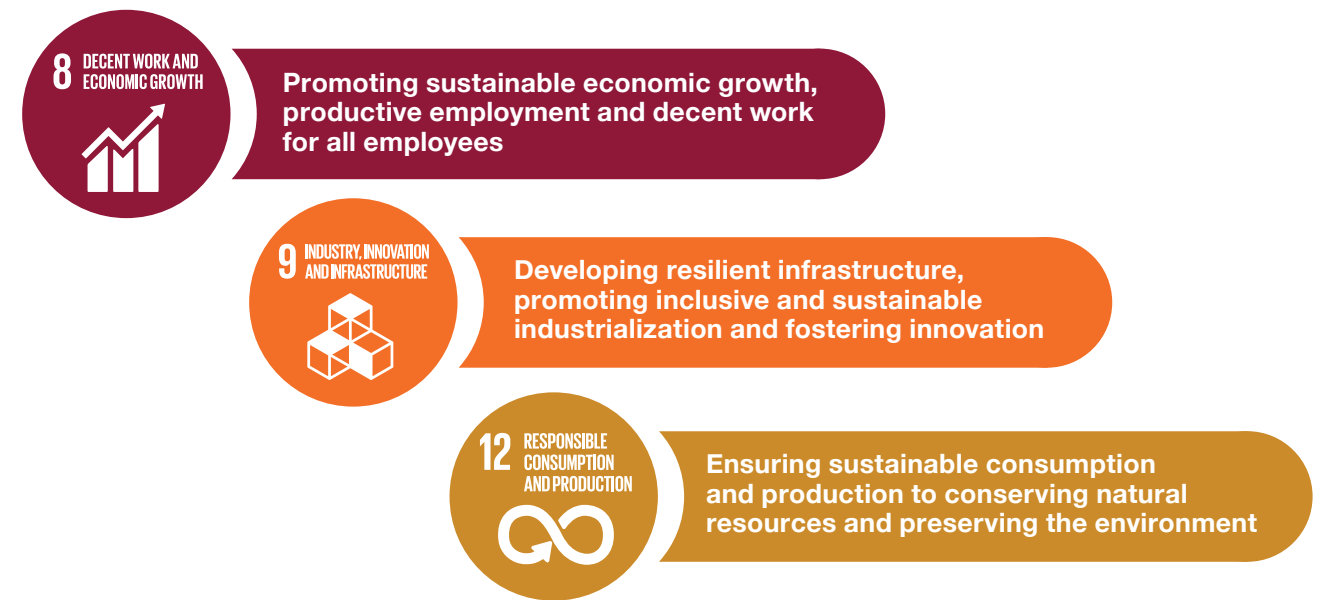 8 DECENT WORK AND
ECONOMIC GROWTH
Promoting sustainable economic growth,
productive employment and decent work
for all employees
9 INDUSTRY, INNOVATION
AND INFRASTRUCTURE
Developing resilient infrastructure,
promoting inclusive and sustainable
industrialization and fostering innovation
12 RESPONSIBLE
CONSUMPTION
AND PRODUCTION
Ensuring sustainable consumption
and production to conserving natural
resources and preserving the environment